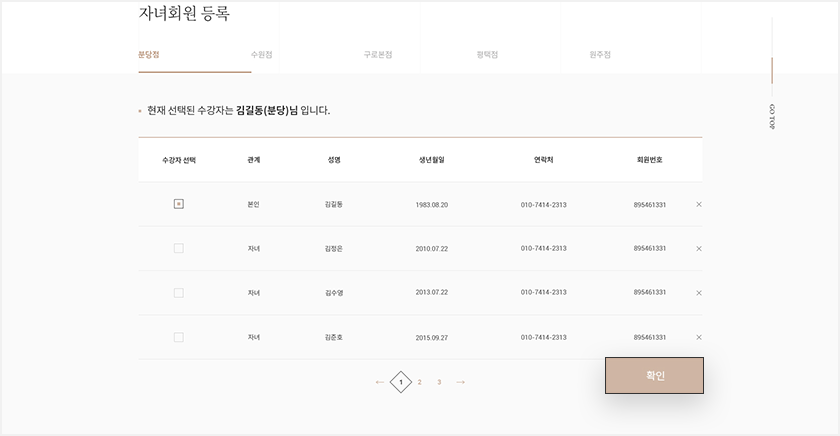 자녀회원 등록
분당점 수원점 구로본점 평택점 원주점
현재 선택된 수강자는 김길동(분당)님 입니다.
GO TOP
수강자 선택 관계 성명 생년월일 연락처 회원번호
본인 김길동 1983.08.20 010-7414-2313 895461331
자녀 김정은 2010.07.22 010-7414-2313 895461331
자녀 김수영 2013.07.22 010-7414-2313 895461331
자녀 김준호 2015.09.27 010-7414-2313 895461331
1 2 3
확인